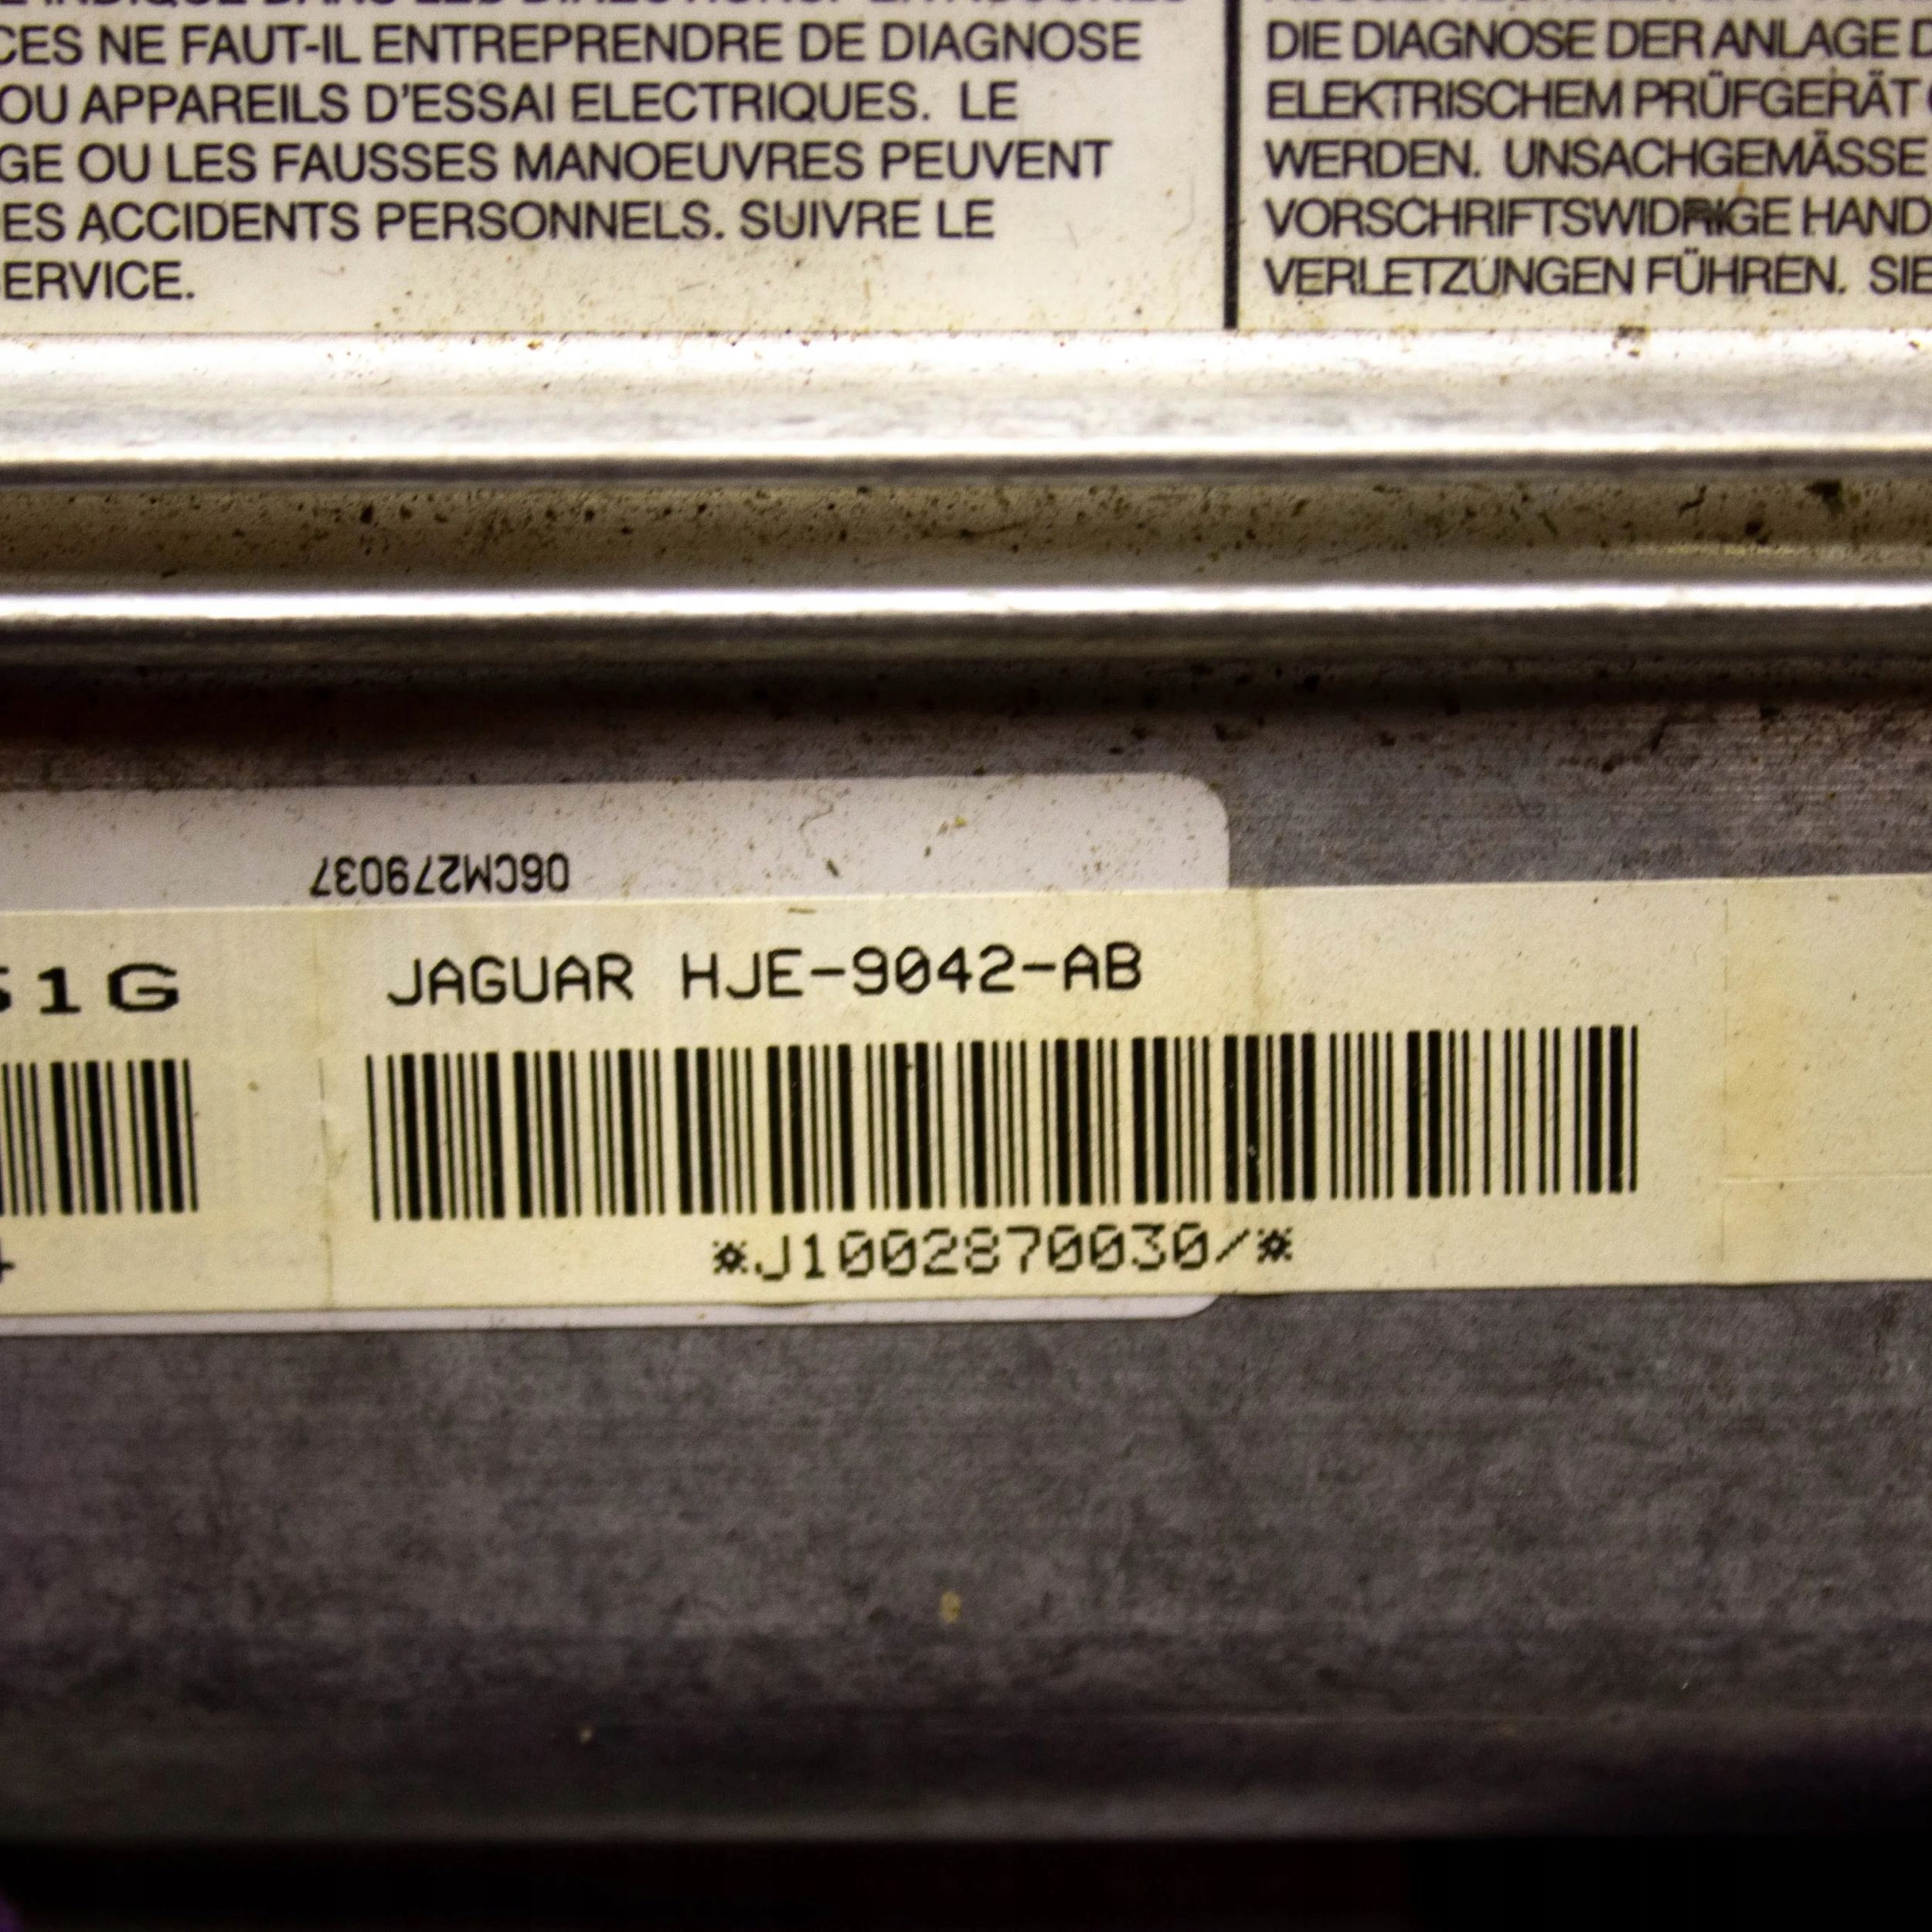 CES NE FAUT-IL ENTREPRENDRE DE DIAGNOSE
OU APPAREILS D'ESSAI ELECTRIQUES. LE
GE OU LES FAUSSES MANOEUVRES PEUVENT
ES ACCIDENTS PERSONNELS. SUIVRE LE
ERVICE.
DIE DIAGNOSE DER ANLAGE
ELEKTRISCHEM PRÜFGERÄT
WERDEN. UNSACHGEMÄSSE
VORSCHRIFTSWIDRIGE HAND
VERLETZUNGEN FÜHREN. SIE
06CM279037
51G
JAGUAR HJE-9042-AB
*J1002870030/*